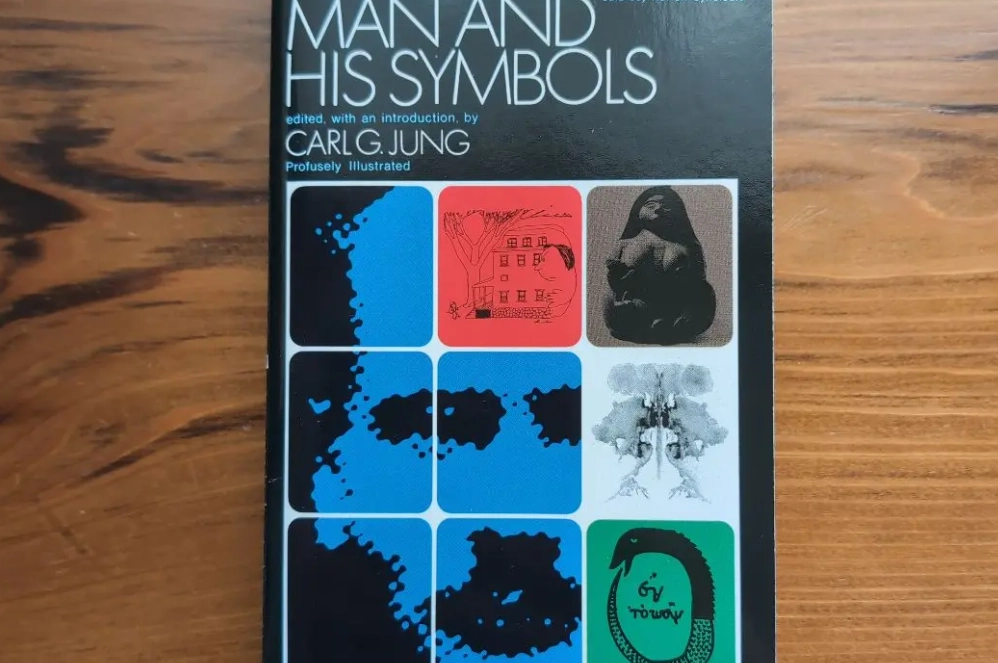 MAN AND
HIS SYMBOLS
edited, with an introduction, by
CARL G. JUNG
Profusely Illustrated